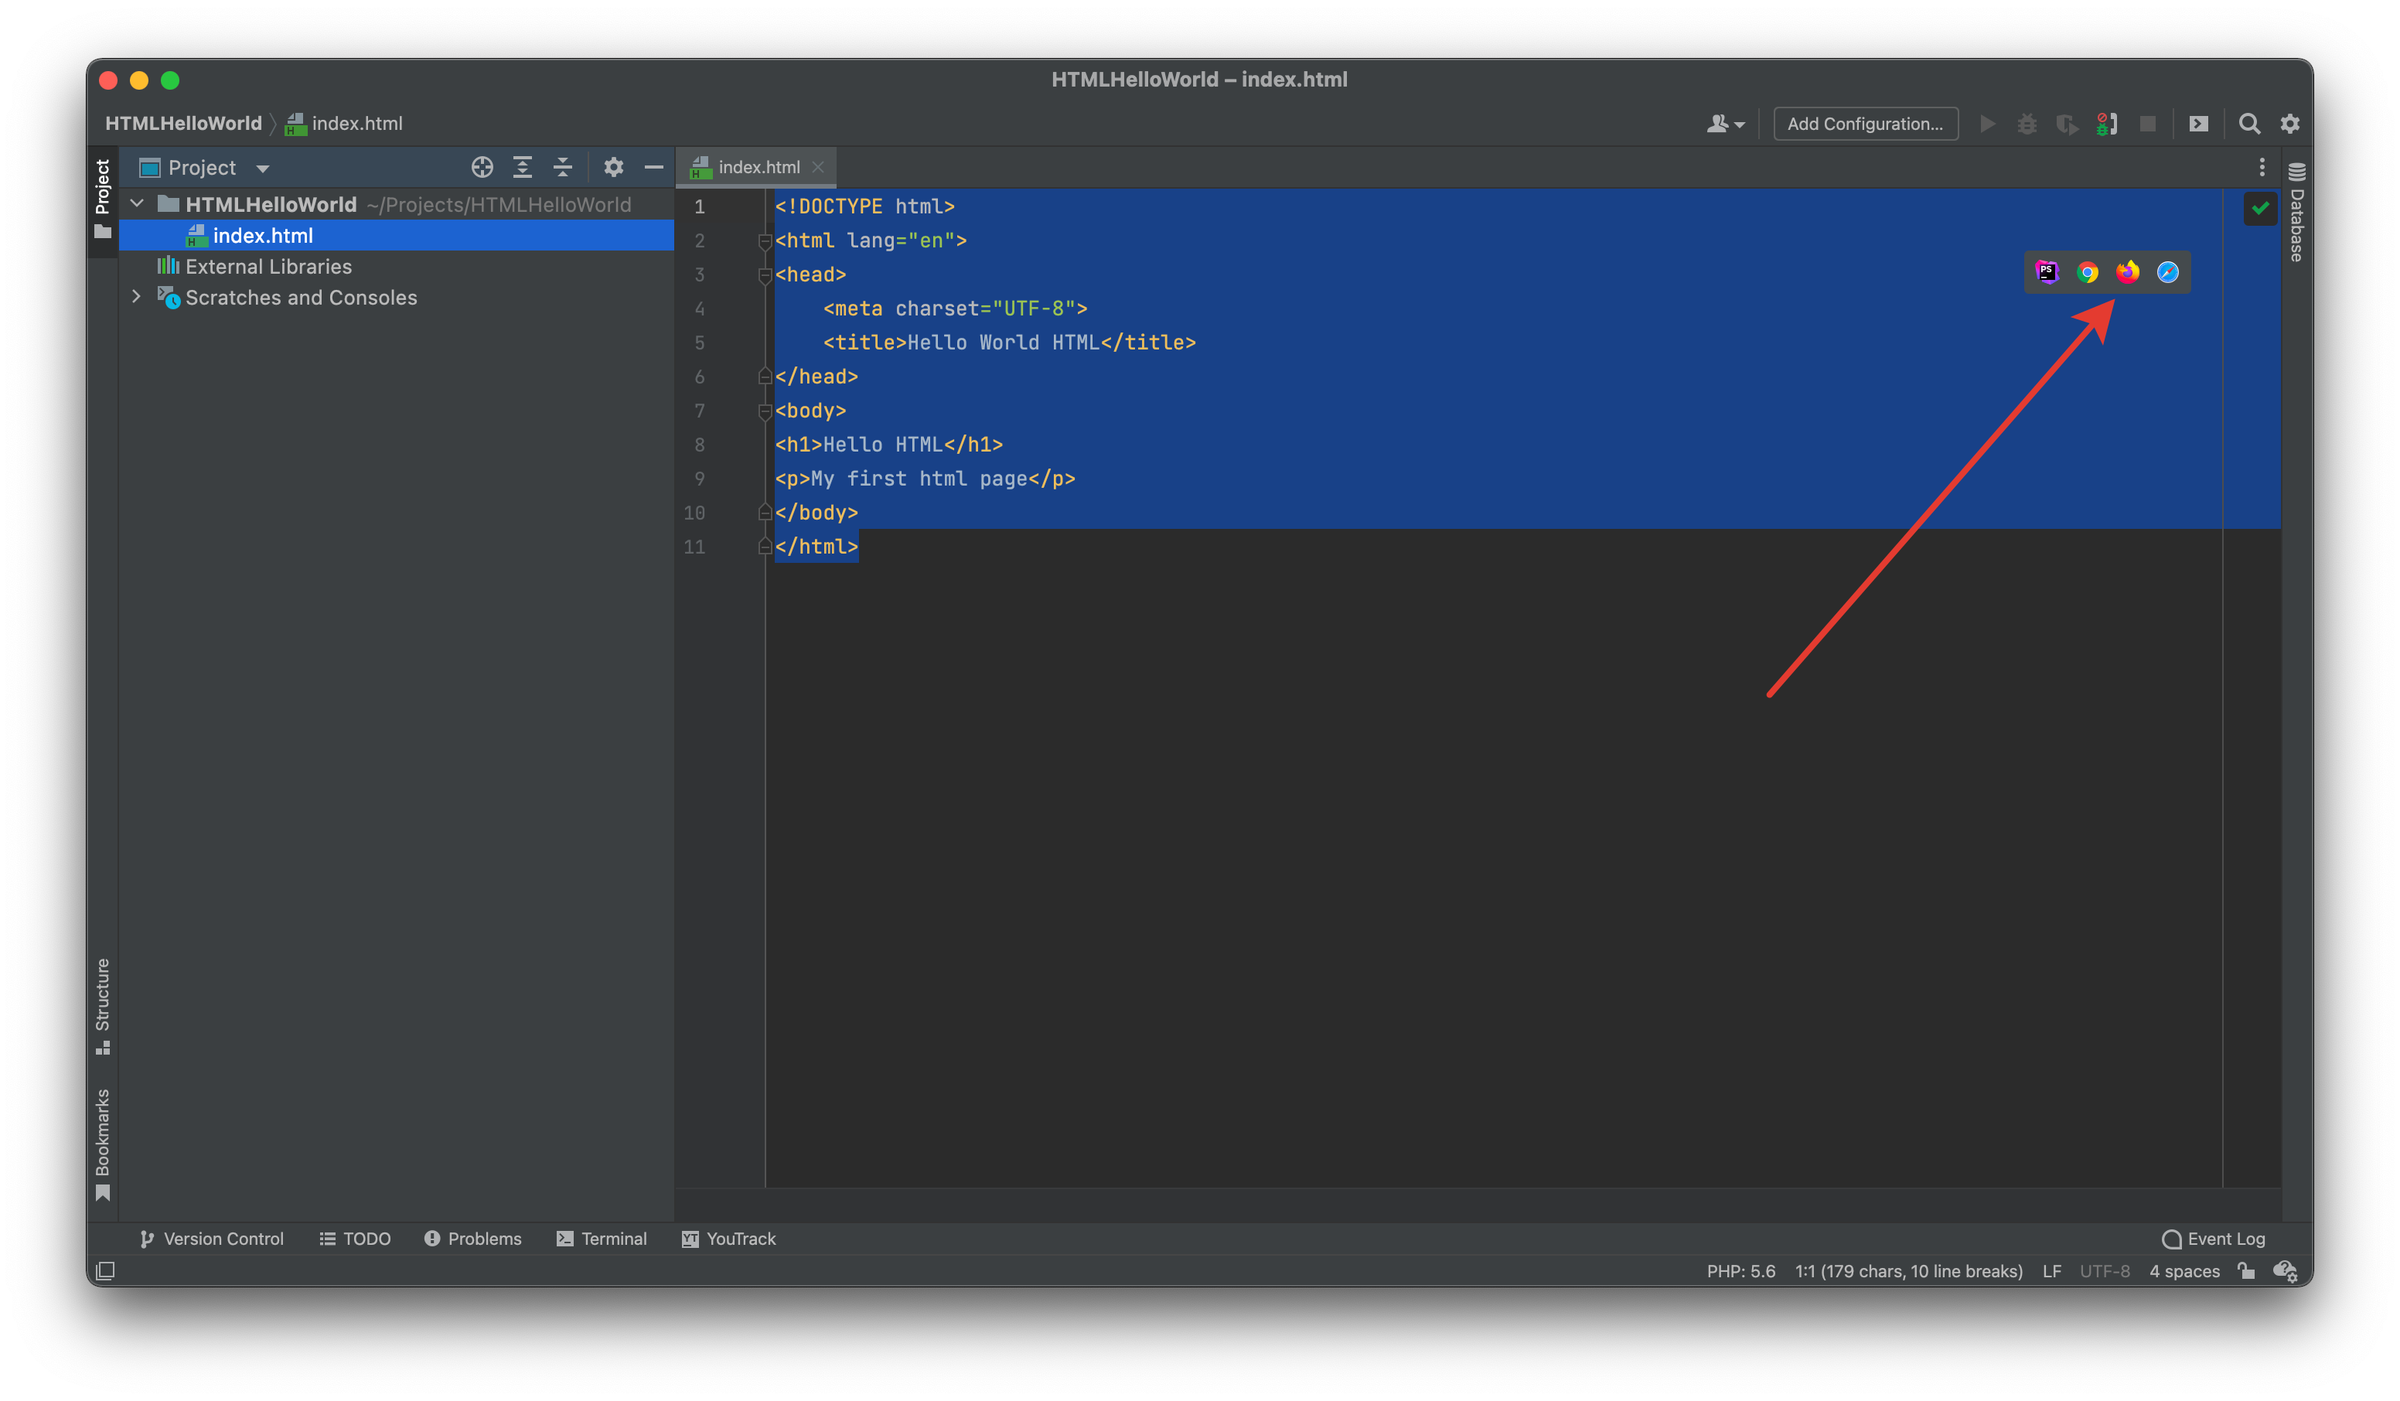 HTMLHelloWorld – index.html
HTMLHelloWorld index.html
Add Configuration...
Project
Project
index.html
HTMLHelloWorld ~/Projects/HTMLHelloWorld
index.html
External Libraries
Scratches and Consoles
1 <!DOCTYPE html>
2 <html lang="en">
3 <head>
4 <meta charset="UTF-8">
5 <title>Hello World HTML</title>
6 </head>
7 <body>
8 <h1>Hello HTML</h1>
9 <p>My first html page</p>
10 </body>
11 </html>
PS
Database
Structure
Bookmarks
Version Control TODO Problems Terminal YT YouTrack Event Log
PHP: 5.6 1:1 (179 chars, 10 line breaks) LF UTF-8 4 spaces